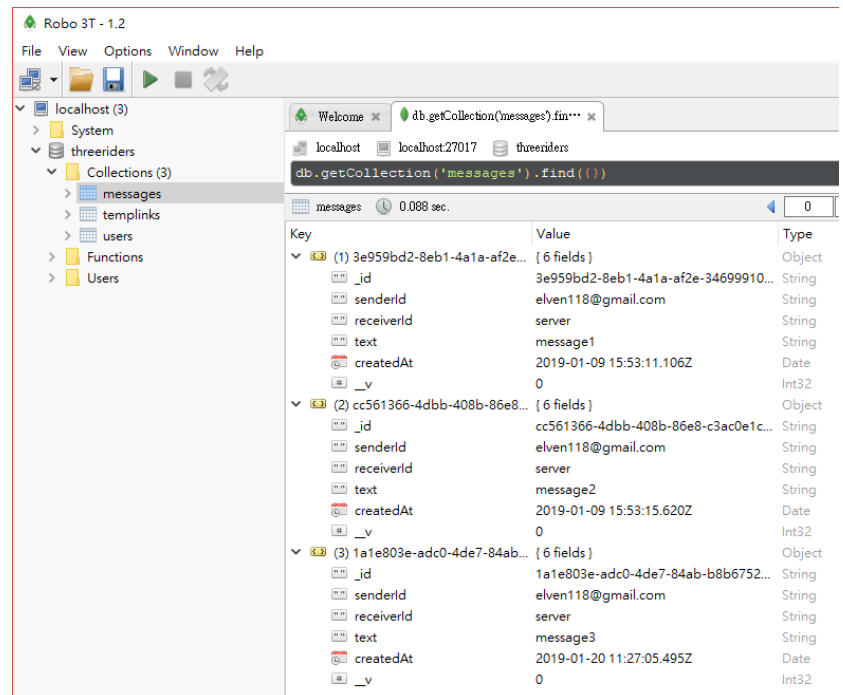 Robo 3T - 1.2
File View Options Window Help
localhost (3)
System
threeriders
Collections (3)
messages
templinks
users
Functions
Users
Welcome
db.getCollection('messages').fin···
localhost localhost:27017 threeriders
db.getCollection('messages').find({})
messages 0.088 sec. 0
Key Value Type
(1) 3e959bd2-8eb1-4a1a-af2e... { 6 fields } Object
_id 3e959bd2-8eb1-4a1a-af2e-34699910... String
senderId elven118@gmail.com String
receiverId server String
text message1 String
createdAt 2019-01-09 15:53:11.106Z Date
__v 0 Int32
(2) cc561366-4dbb-408b-86e8... { 6 fields } Object
_id cc561366-4dbb-408b-86e8-c3ac0e1c... String
senderId elven118@gmail.com String
receiverId server String
text message2 String
createdAt 2019-01-09 15:53:15.620Z Date
__v 0 Int32
(3) 1a1e803e-adc0-4de7-84ab... { 6 fields } Object
_id 1a1e803e-adc0-4de7-84ab-b8b6752... String
senderId elven118@gmail.com String
receiverId server String
text message3 String
createdAt 2019-01-20 11:27:05.495Z Date
__v 0 Int32